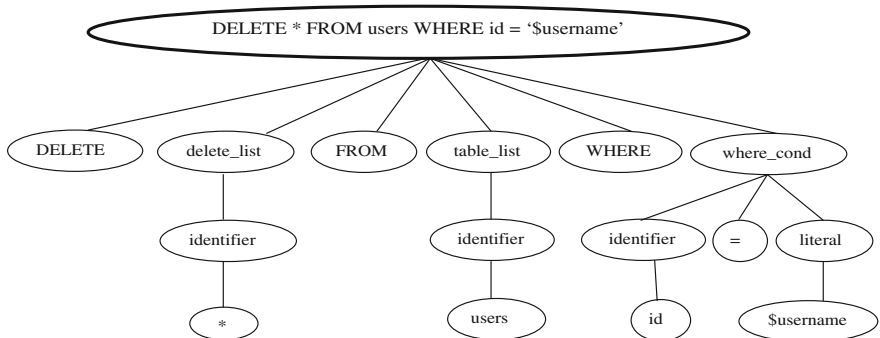 DELETE * FROM users WHERE id = ‘$username’
DELETE delete_list FROM table_list WHERE where_cond
identifier identifier identifier = literal
* users id $username